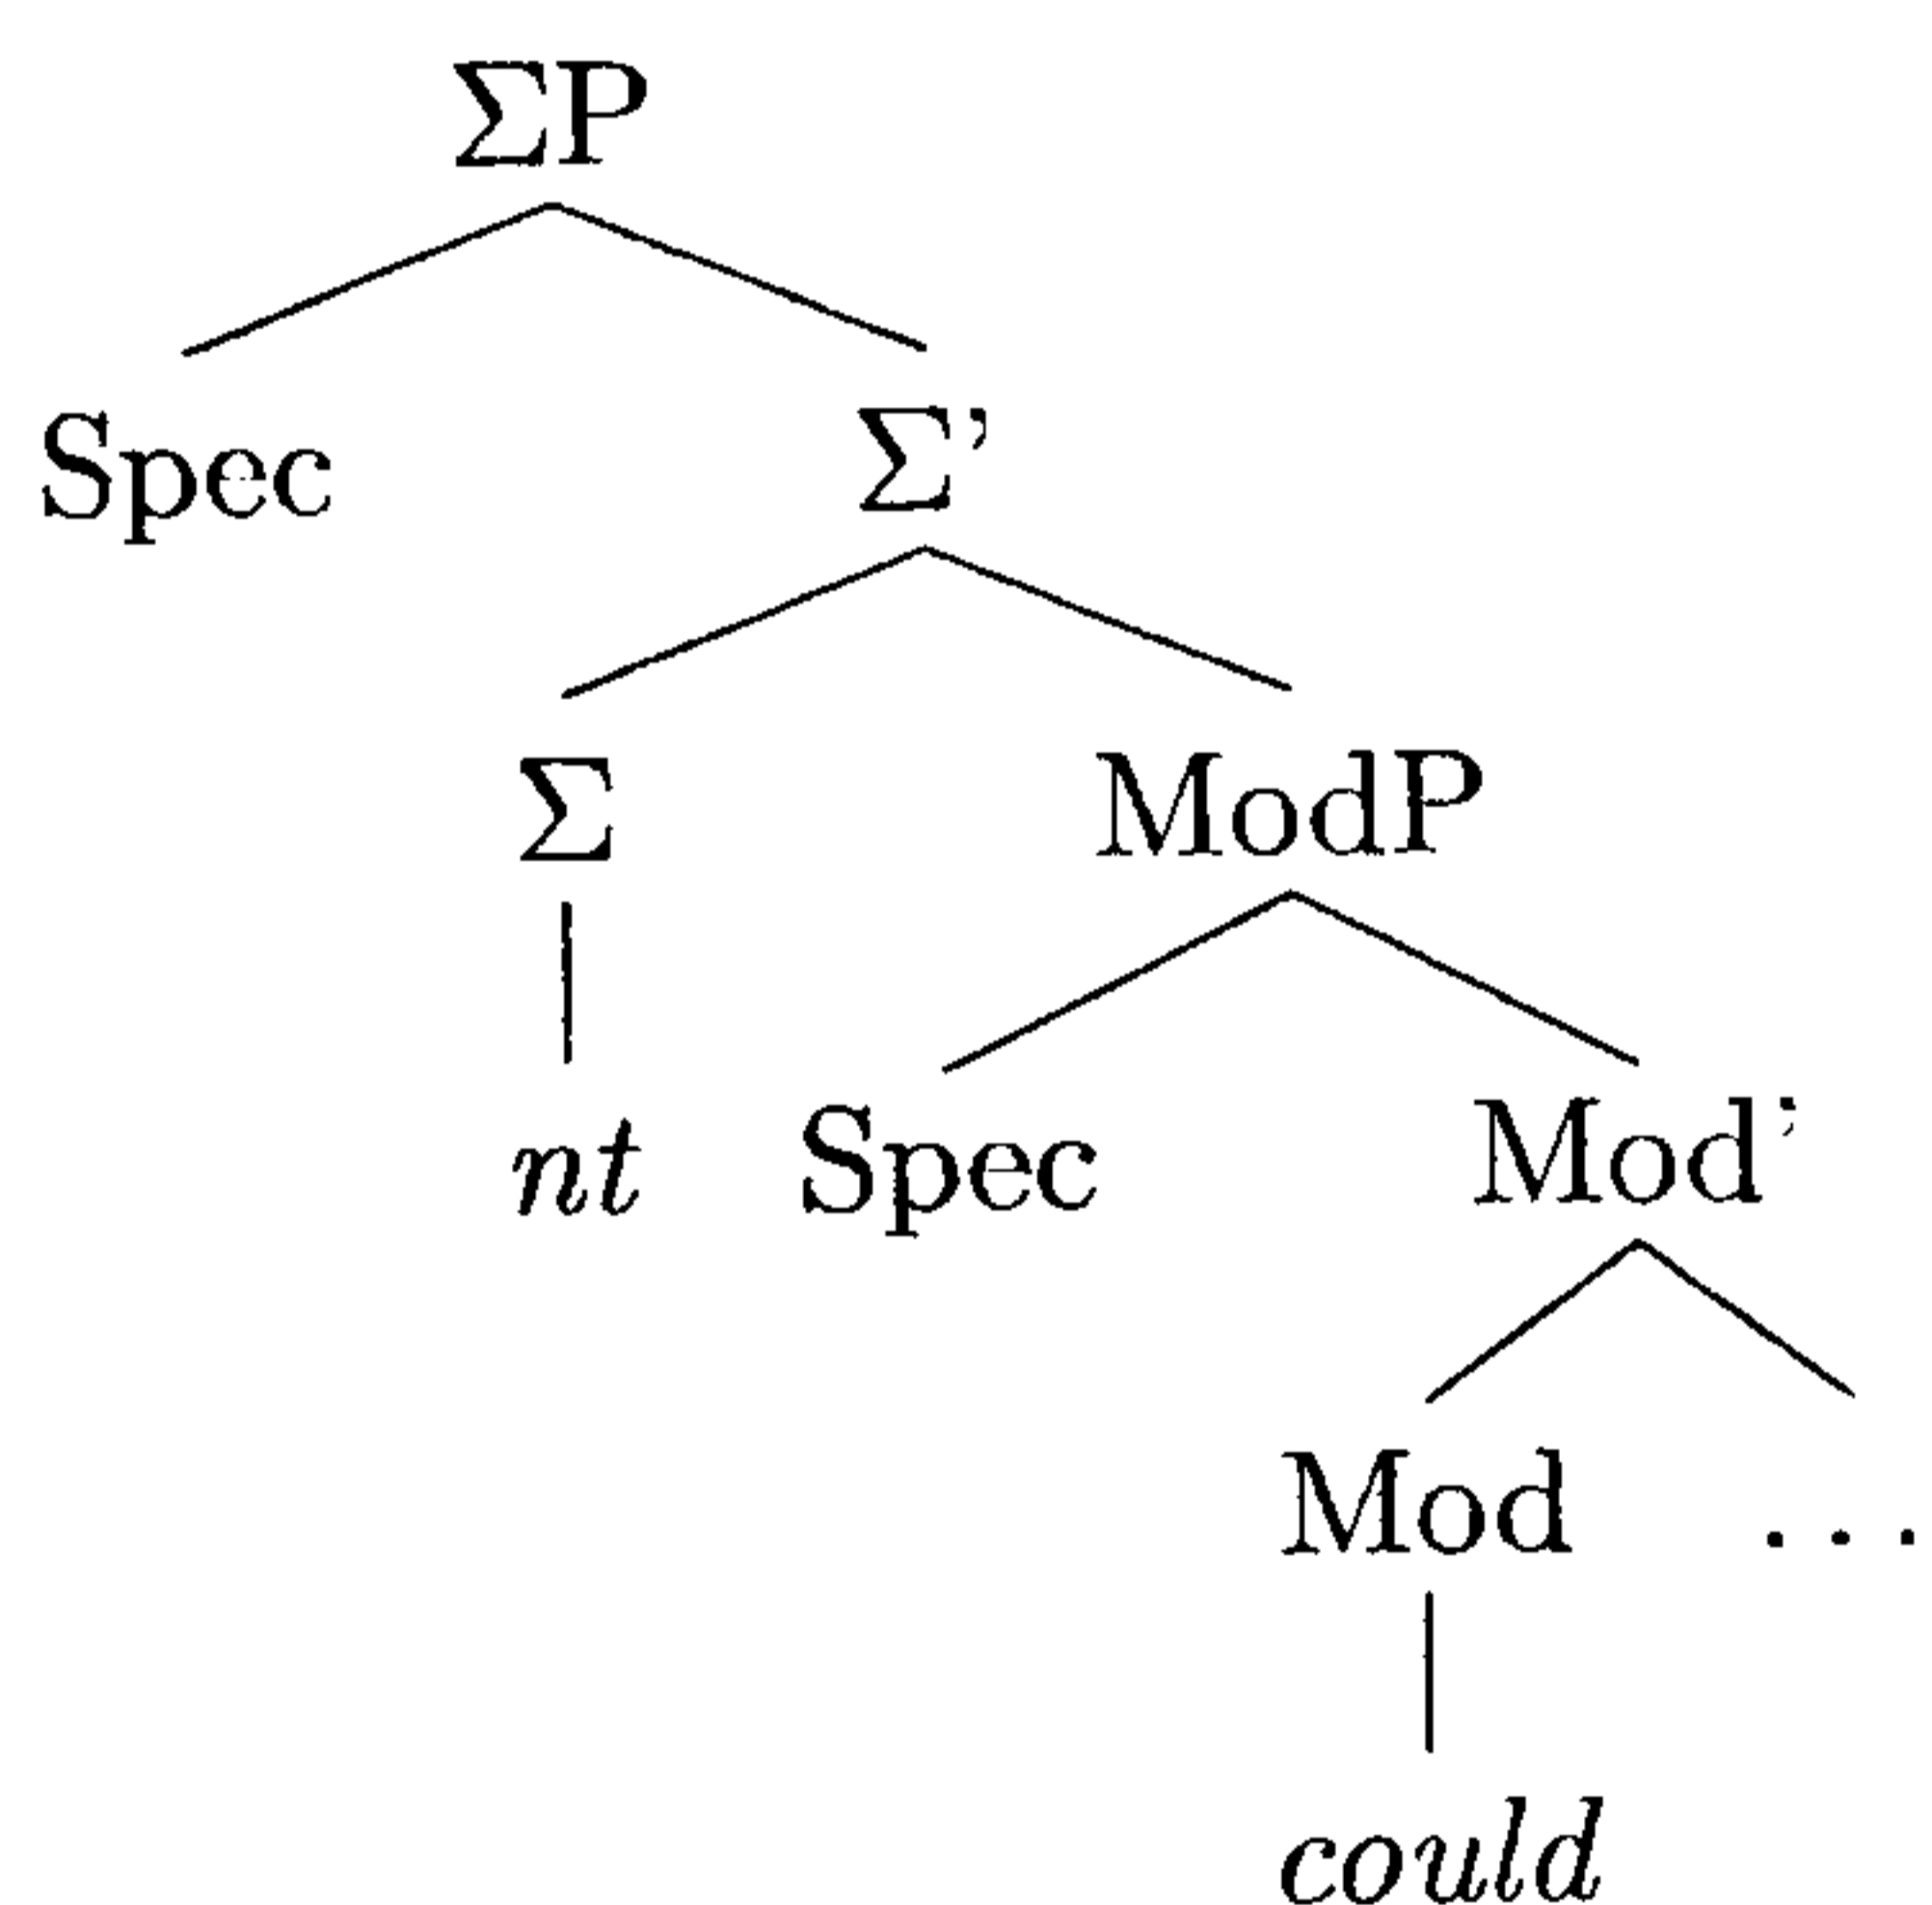 ΣP
Spec Σ’
Σ ModP
nt Spec Mod’
Mod ...
could